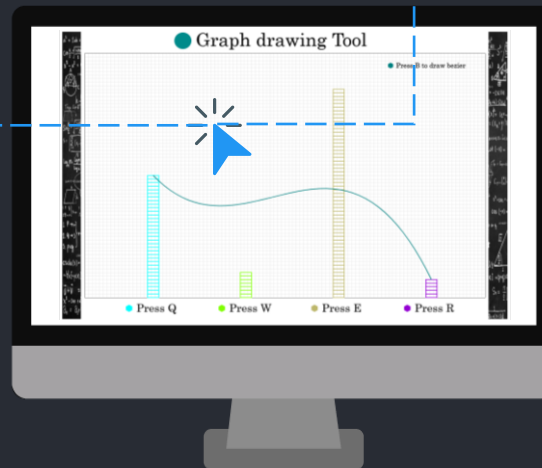 Graph drawing Tool
Press B to draw bezier
Press Q
Press W
Press E
Press R